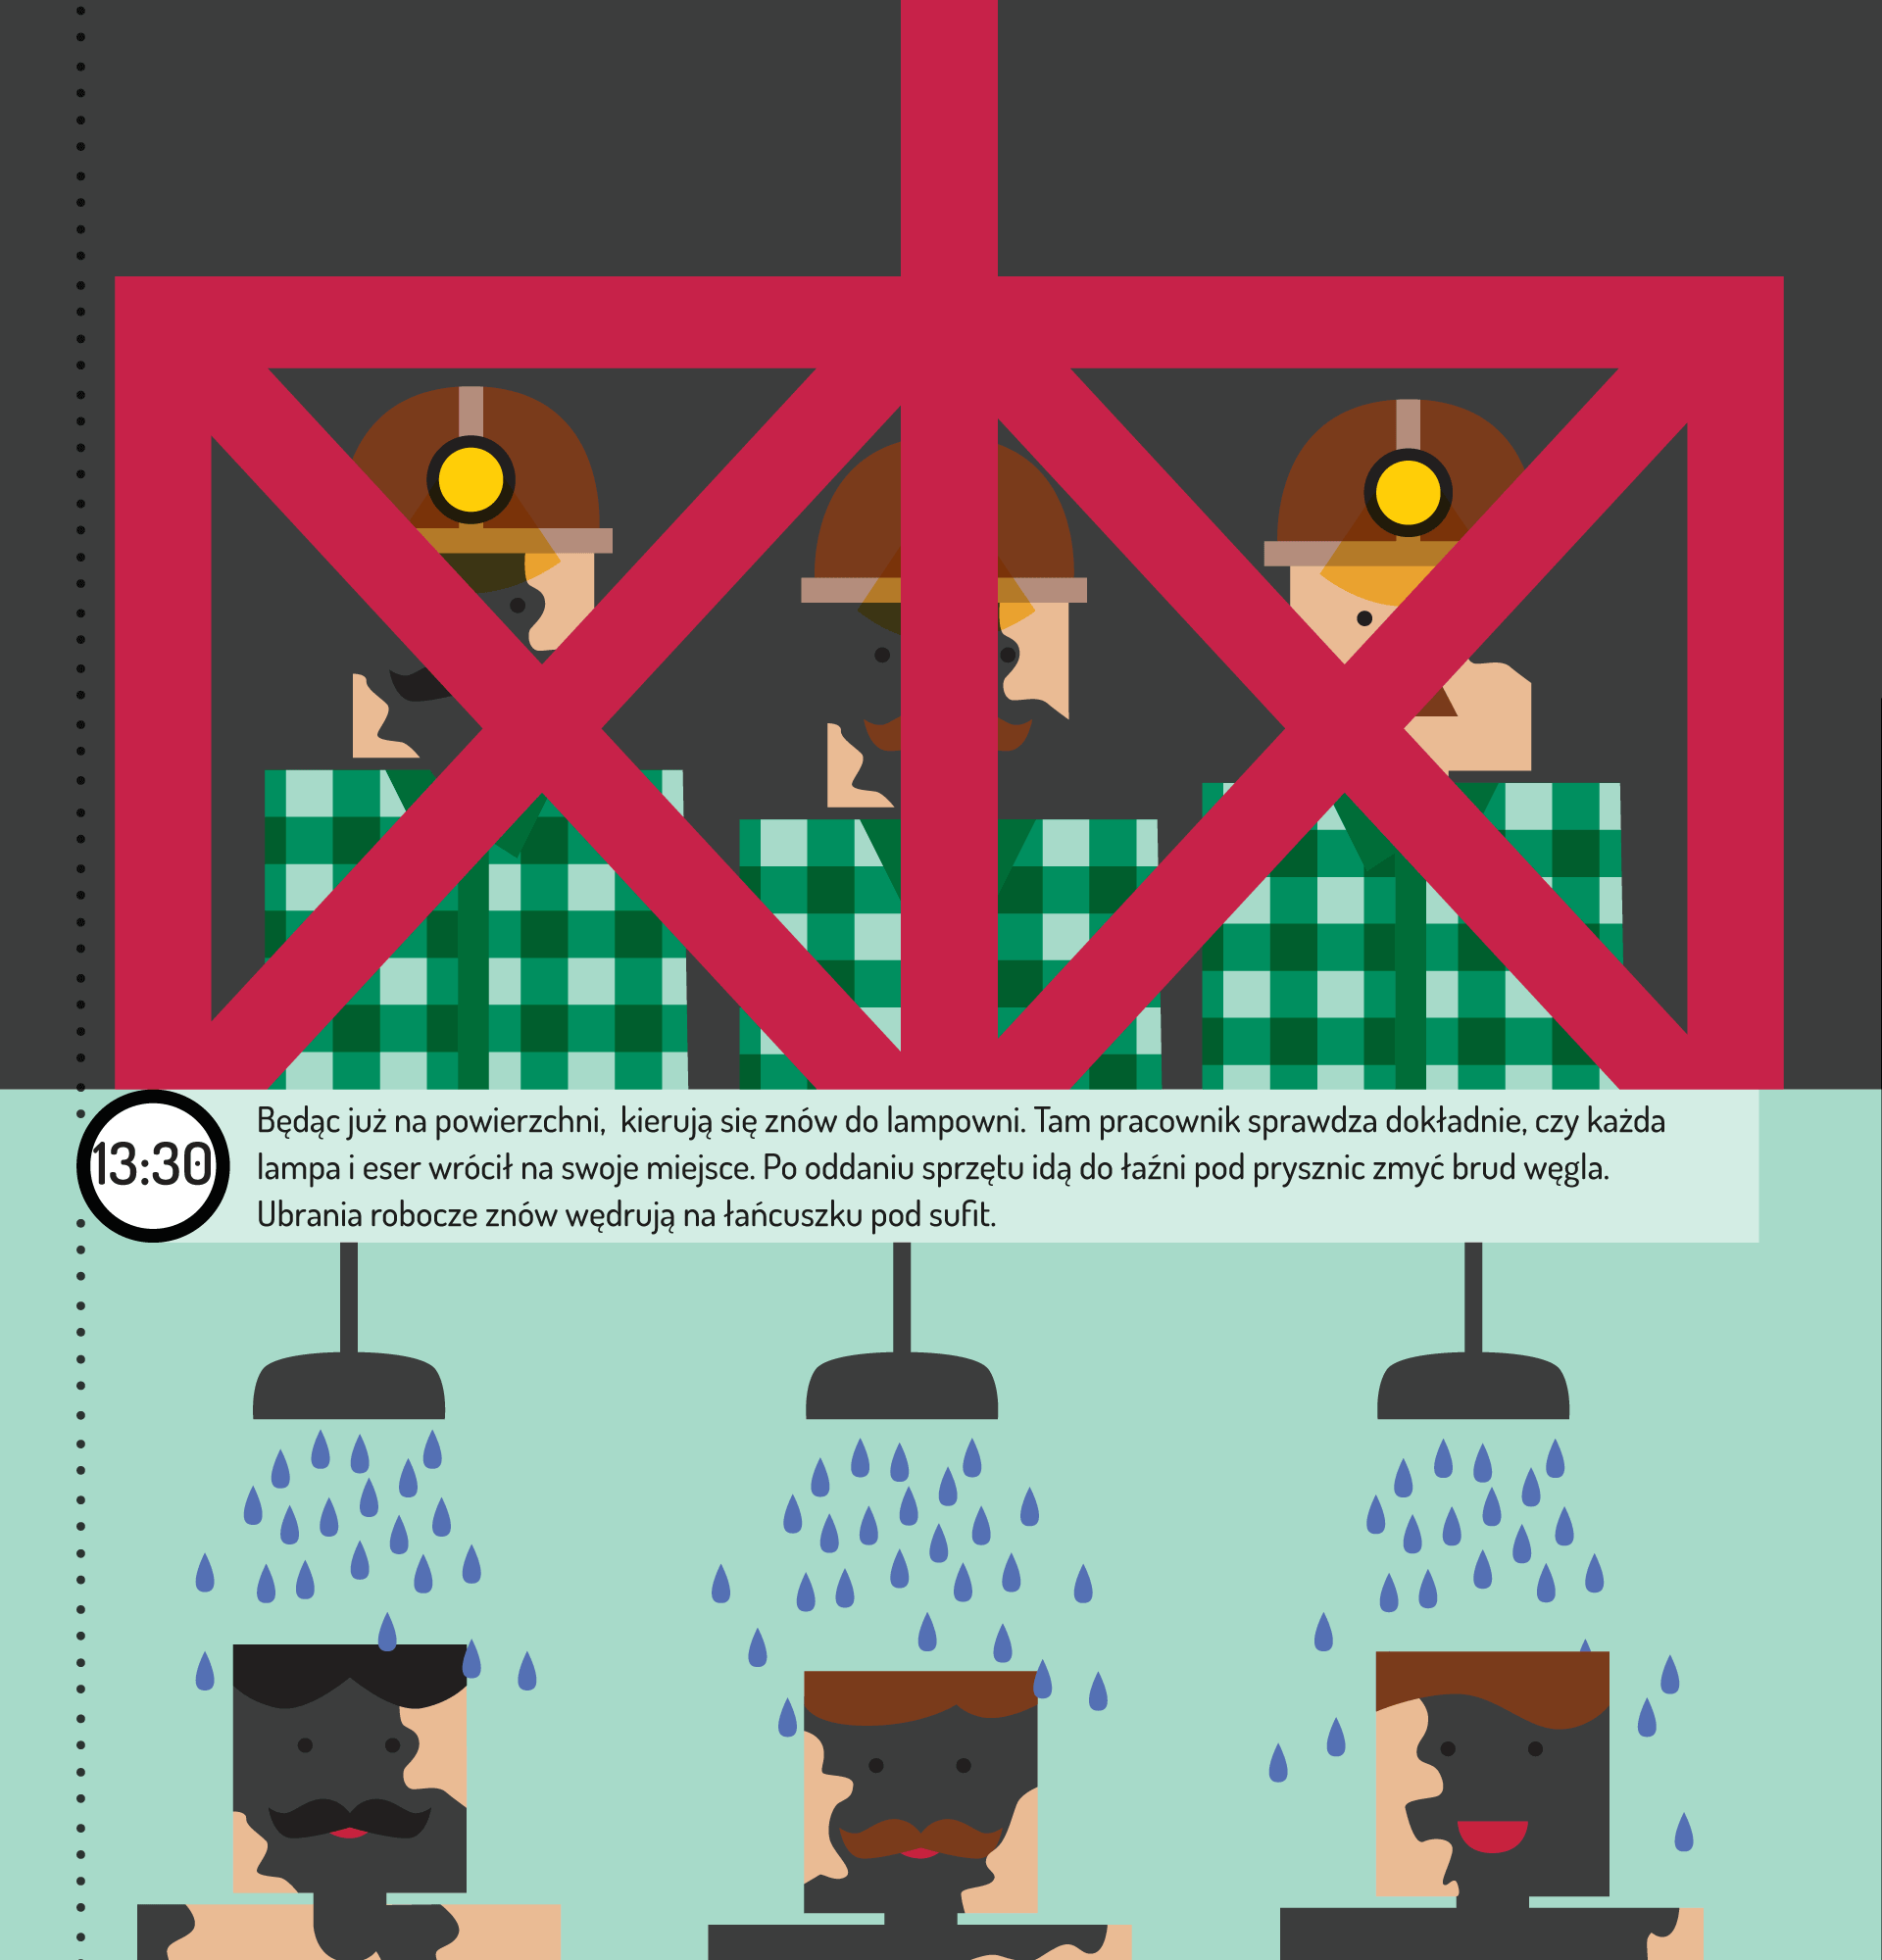 13:30
Będąc już na powierzchni, kierują się znów do lampowni. Tam pracownik sprawdza dokładnie, czy każda
lampa i eser wrócił na swoje miejsce. Po oddaniu sprzętu idą do łaźni pod prysznic zmyć brud węgla.
Ubrania robocze znów wędrują na łańcuszku pod sufit.